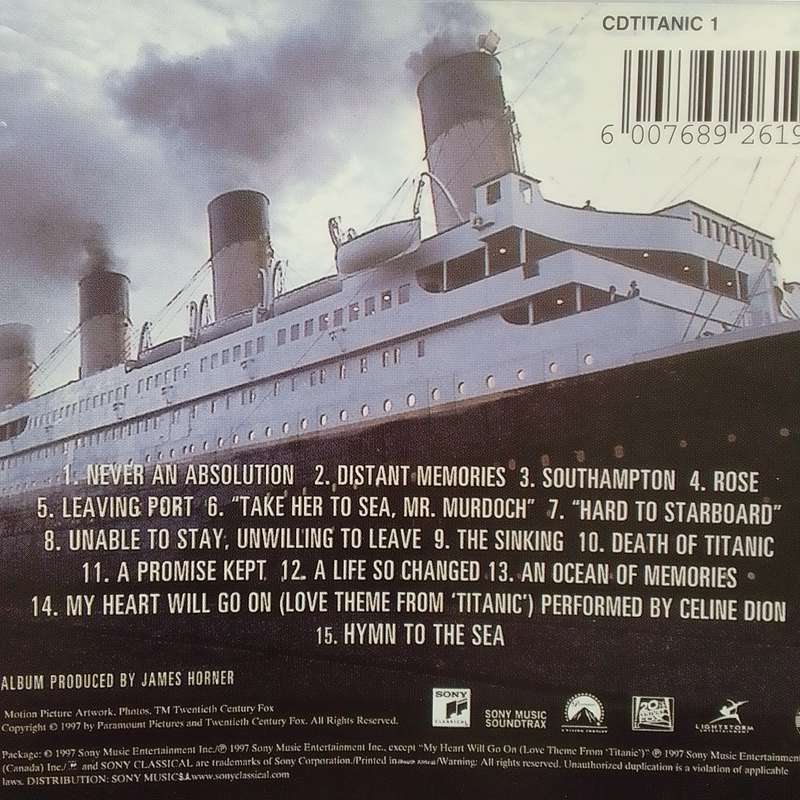 CDTITANIC 1
6 007689 2619
1. NEVER AN ABSOLUTION 2. DISTANT MEMORIES 3. SOUTHAMPTON 4. ROSE
5. LEAVING PORT 6. “TAKE HER TO SEA, MR. MURDOCH” 7. “HARD TO STARBOARD”
8. UNABLE TO STAY, UNWILLING TO LEAVE 9. THE SINKING 10. DEATH OF TITANIC
11. A PROMISE KEPT 12. A LIFE SO CHANGED 13. AN OCEAN OF MEMORIES
14. MY HEART WILL GO ON (LOVE THEME FROM ‘TITANIC’) PERFORMED BY CELINE DION
15. HYMN TO THE SEA
ALBUM PRODUCED BY JAMES HORNER
Motion Picture Artwork, Photos, TM Twentieth Century Fox
Copyright © 1997 by Paramount Pictures and Twentieth Century Fox. All Rights Reserved.
SONY CLASSICAL
SONY MUSIC SOUNDTRAX
Paramount
20th CENTURY FOX
LIGHTSTORM ENTERTAINMENT
Package: © 1997 Sony Music Entertainment Inc./℗ 1997 Sony Music Entertainment Inc., except “My Heart Will Go On (Love Theme From ‘Titanic’)” ℗ 1997 Sony Music Entertainment
(Canada) Inc./ and SONY CLASSICAL are trademarks of Sony Corporation./Printed in South Africa/Warning: All rights reserved. Unauthorized duplication is a violation of applicable
laws. DISTRIBUTION: SONY MUSIC www.sonyclassical.com